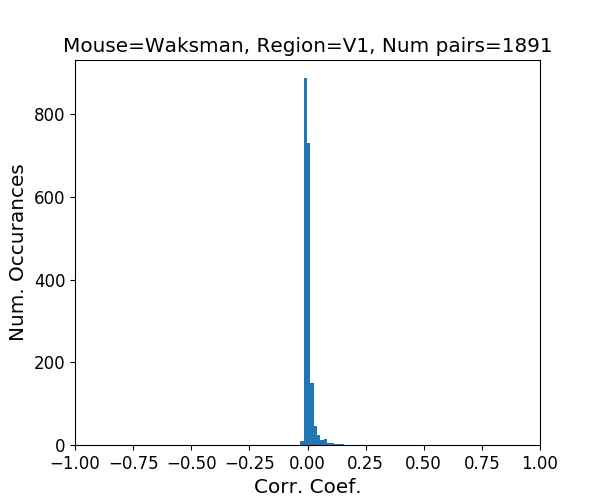 Mouse=Waksman, Region=V1, Num pairs=1891
Num. Occurances
800
600
400
200
0
−1.00 −0.75 −0.50 −0.25 0.00 0.25 0.50 0.75 1.00
Corr. Coef.